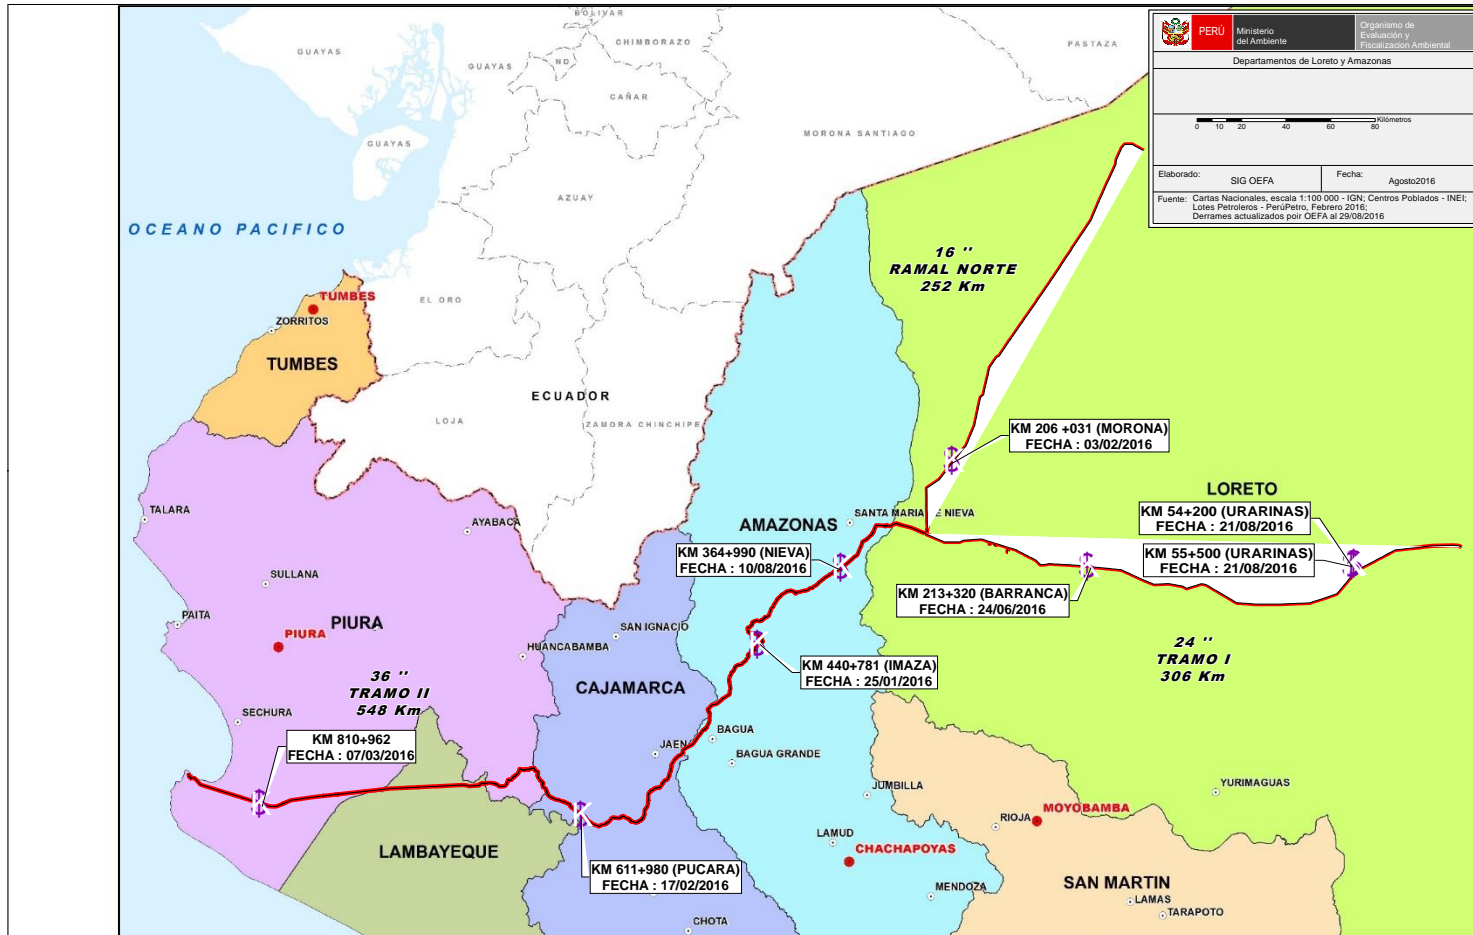 BOLIVAR
GUAYAS
CHIMBORAZO
PASTAZA
GUAYAS
ND
CAÑAR
GUAYAS
MORONA SANTIAGO
AZUAY
OCEANO PACIFICO
EL ORO
TUMBES
ZORRITOS
TUMBES
ECUADOR
LOJA
ZAMORA CHINCHIPE
PERÚ
Ministerio
del Ambiente
Organismo de
Evaluación y
Fiscalizacion Ambiental
Departamentos de Loreto y Amazonas
0 10 20 40 60 80 Kilómetros
Elaborado: SIG OEFA
Fecha: Agosto2016
Fuente: Cartas Nacionales, escala 1:100 000 - IGN; Centros Poblados - INEI;
Lotes Petroleros - PerúPetro, Febrero 2016;
Derrames actualizados poir OEFA al 29/08/2016
16 ''
RAMAL NORTE
252 Km
KM 206 +031 (MORONA)
FECHA : 03/02/2016
LORETO
KM 54+200 (URARINAS)
FECHA : 21/08/2016
KM 55+500 (URARINAS)
FECHA : 21/08/2016
TALARA
AYABACA
AMAZONAS
SANTA MARIA E NIEVA
KM 364+990 (NIEVA)
FECHA : 10/08/2016
KM 213+320 (BARRANCA)
FECHA : 24/06/2016
SULLANA
PAITA
PIURA
PIURA
SAN IGNACIO
HUANCABAMBA
24 ''
TRAMO I
306 Km
KM 440+781 (IMAZA)
FECHA : 25/01/2016
36 ''
TRAMO II
548 Km
CAJAMARCA
SECHURA
KM 810+962
FECHA : 07/03/2016
BAGUA
JAEN
BAGUA GRANDE
JUMBILLA
YURIMAGUAS
MOYOBAMBA
RIOJA
LAMUD
CHACHAPOYAS
LAMBAYEQUE
KM 611+980 (PUCARA)
FECHA : 17/02/2016
MENDOZA
SAN MARTIN
LAMAS
TARAPOTO
CHOTA